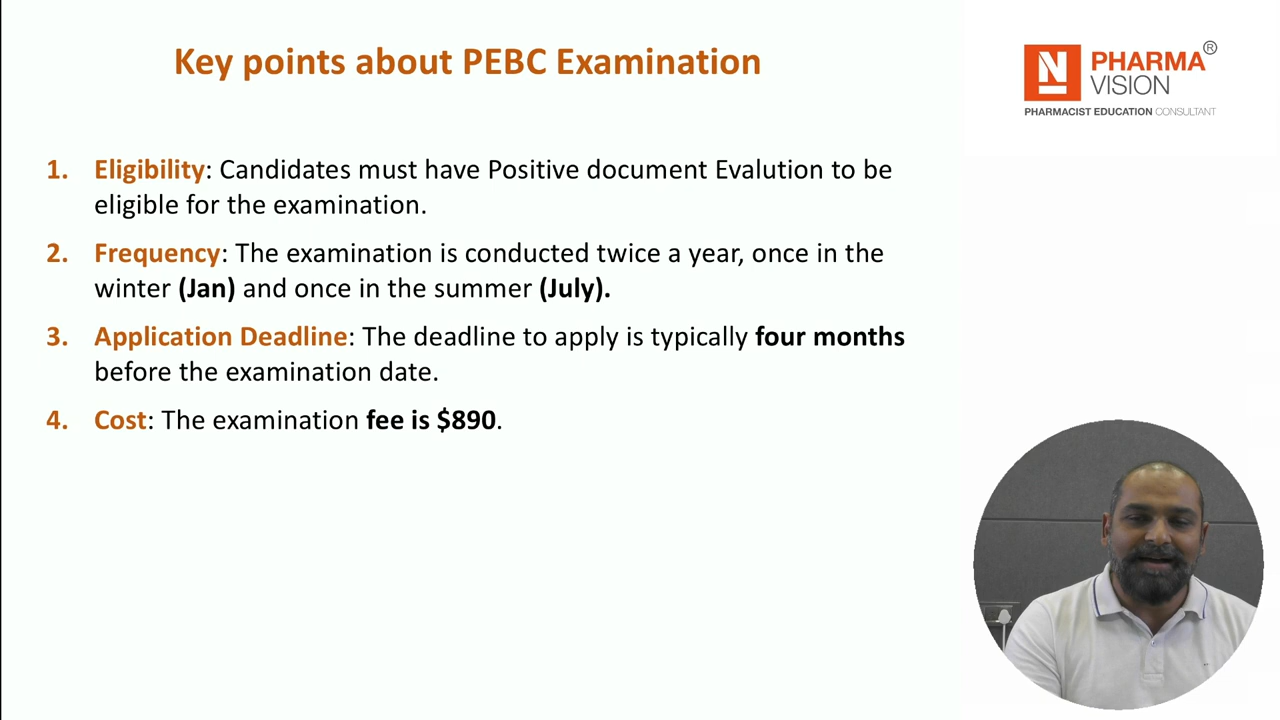 Key points about PEBC Examination
PHARMA®
VISION
PHARMACIST EDUCATION CONSULTANT
1. Eligibility: Candidates must have Positive document Evalution to be
eligible for the examination.
2. Frequency: The examination is conducted twice a year, once in the
winter (Jan) and once in the summer (July).
3. Application Deadline: The deadline to apply is typically four months
before the examination date.
4. Cost: The examination fee is $890.